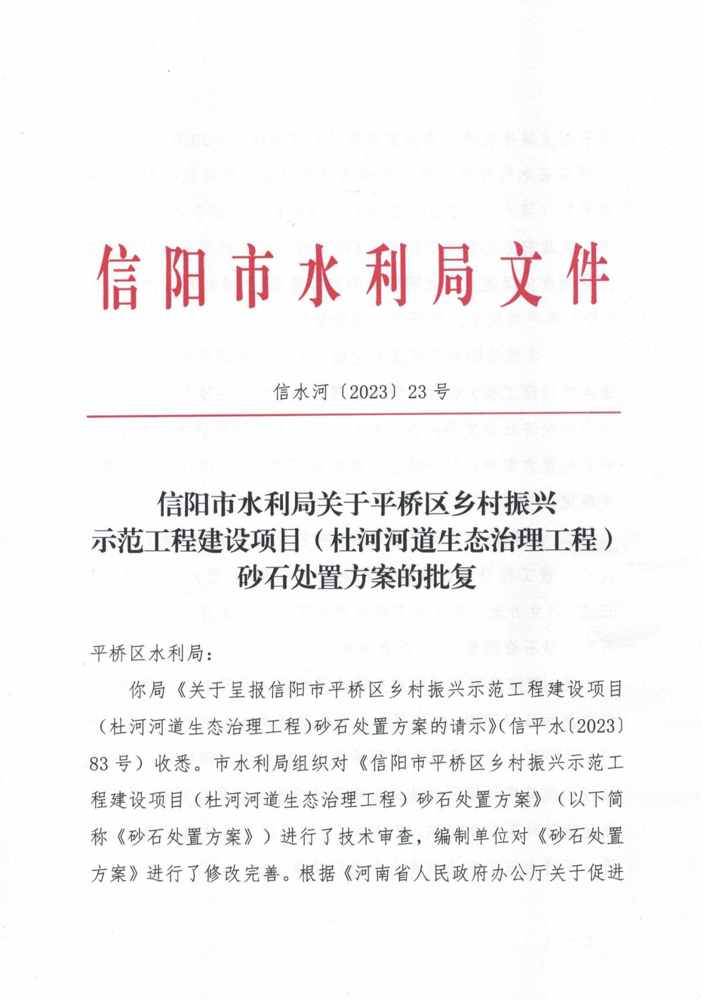 信阳市水利局文件
信水河〔2023〕23号
信阳市水利局关于平桥区乡村振兴
示范工程建设项目（杜河河道生态治理工程）
砂石处置方案的批复
平桥区水利局：
你局《关于呈报信阳市平桥区乡村振兴示范工程建设项目
（杜河河道生态治理工程)砂石处置方案的请示》（信平水〔2023〕
83号）收悉。市水利局组织对《信阳市平桥区乡村振兴示范工
程建设项目（杜河河道生态治理工程）砂石处置方案》（以下简
称《砂石处置方案》）进行了技术审查，编制单位对《砂石处置
方案》进行了修改完善。根据《河南省人民政府办公厅关于促进